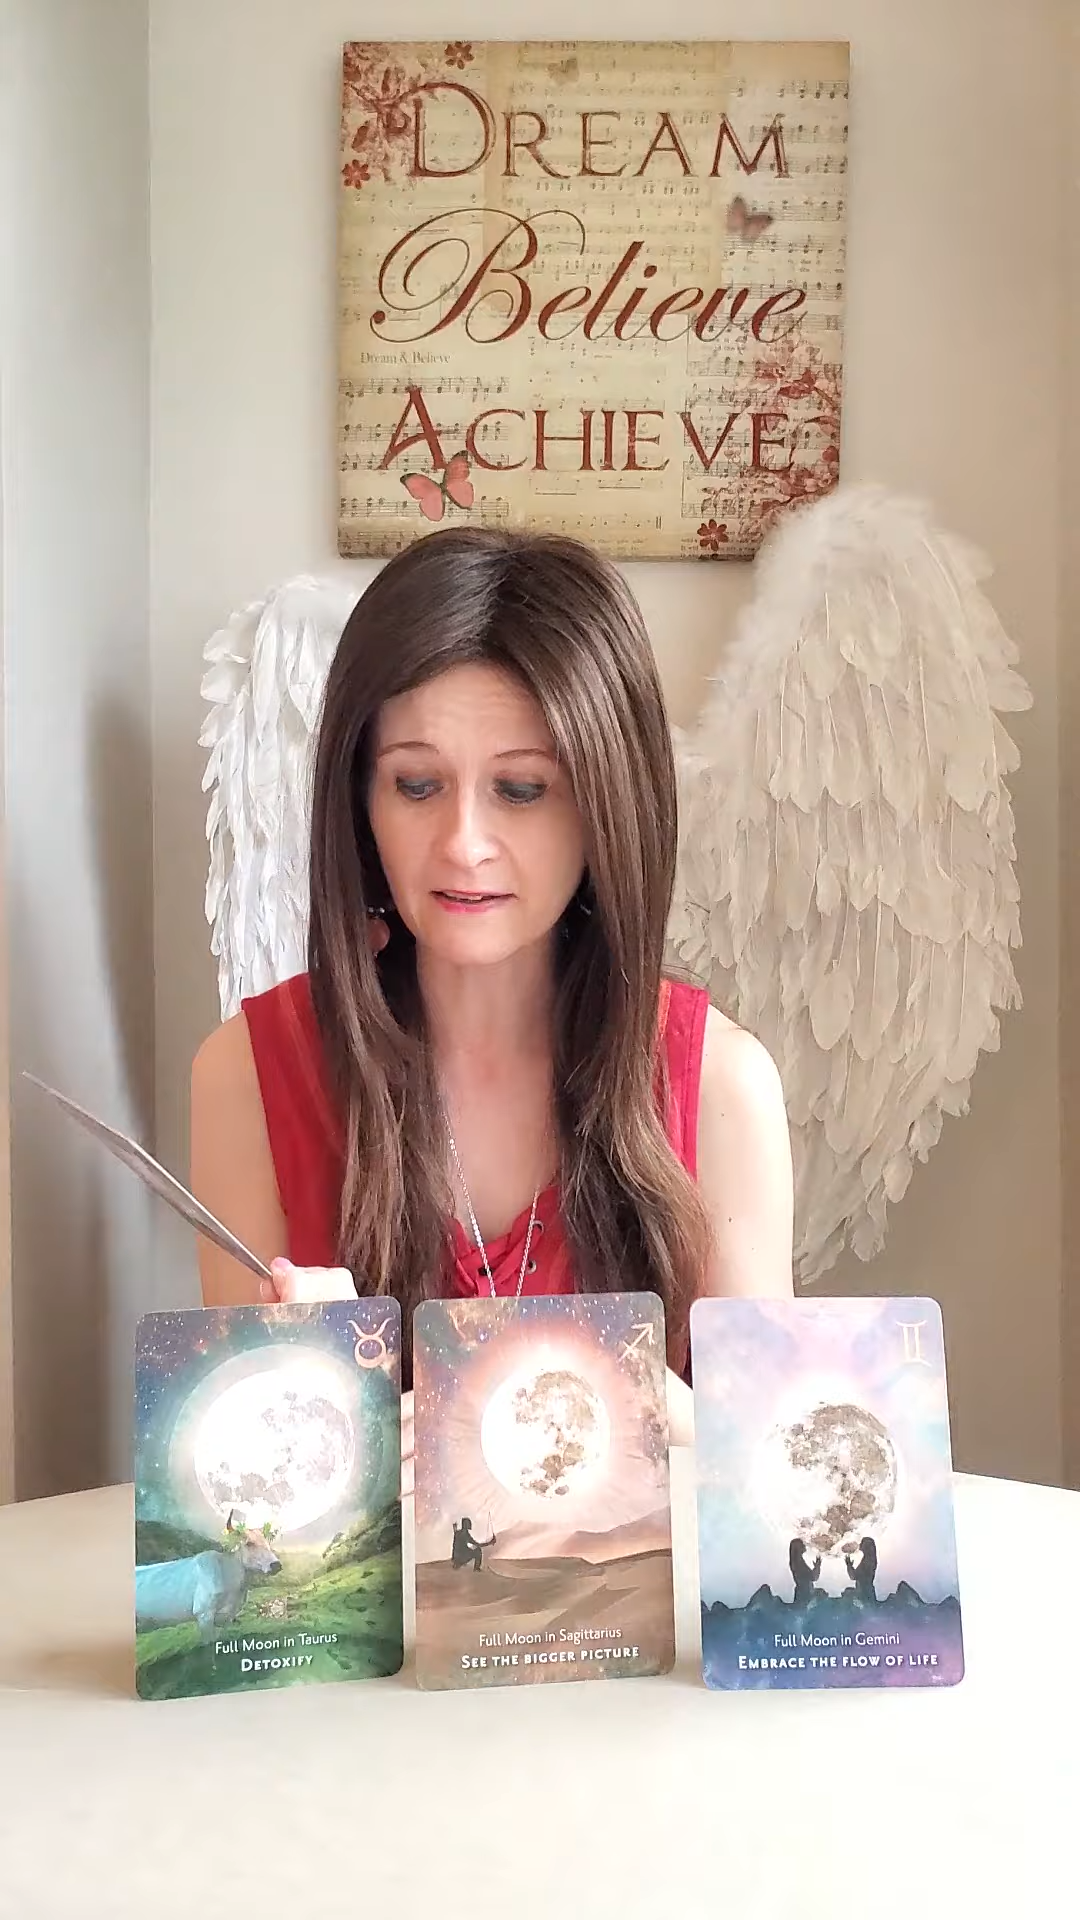 DREAM
Believe
Dream & Believe
ACHIEVE
Full Moon in Taurus
DETOXIFY
Full Moon in Sagittarius
SEE THE BIGGER PICTURE
Full Moon in Gemini
EMBRACE THE FLOW OF LIFE